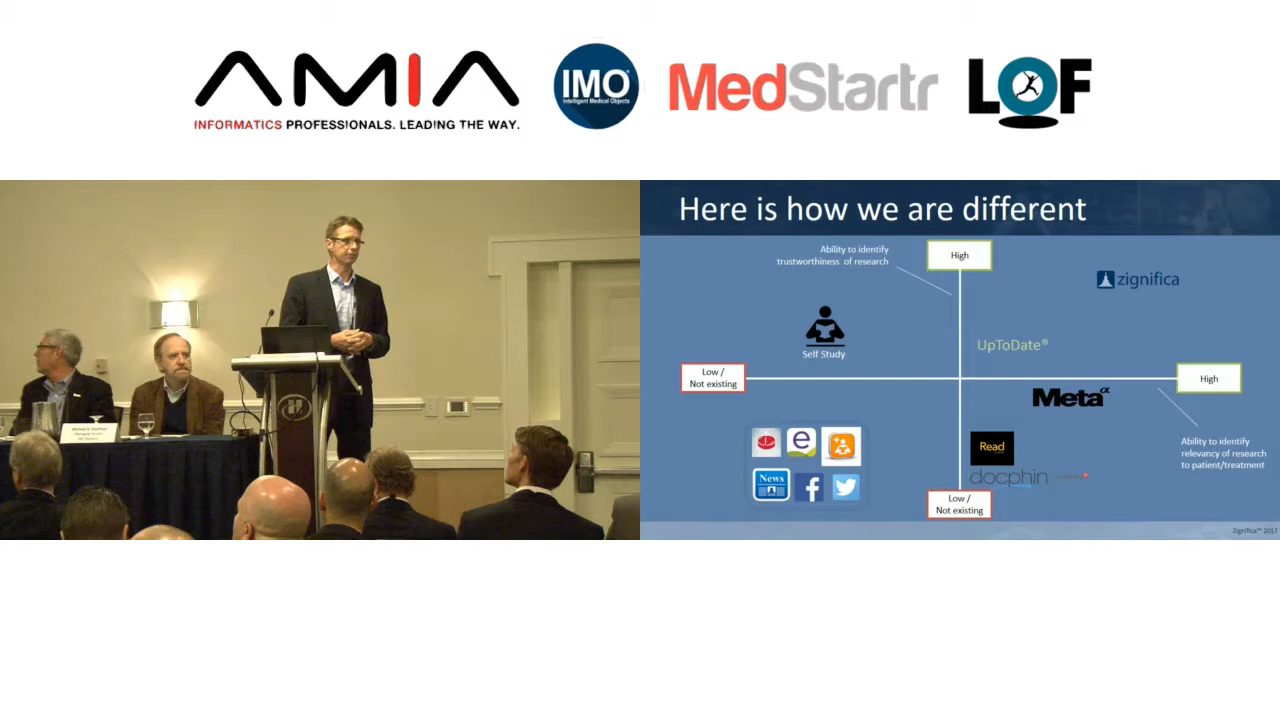 AMIA
INFORMATICS PROFESSIONALS. LEADING THE WAY.
IMO
Intelligent Medical Objects
MedStartr
LOF
Here is how we are different
Ability to identify
trustworthiness of research
High
zignifica
Self Study
UpToDate®
Low /
Not existing
High
Meta α
Ability to identify
relevancy of research
to patient/treatment
e
News
f
Read
docphin
Low /
Not existing
Zignifica™ 2017